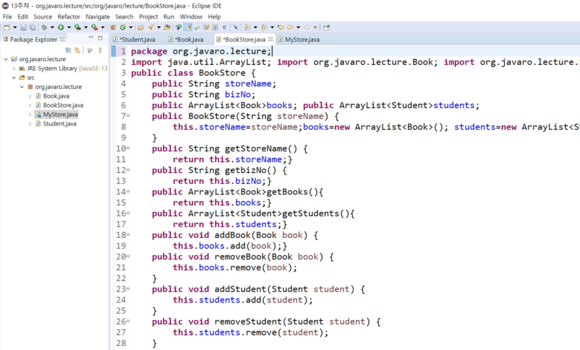 13주차 - org.javaro.lecture/src/org/javaro/lecture/BookStore.java - Eclipse IDE
File Edit Source Refactor Navigate Search Project Run Window Help
Package Explorer
*Student.java *Book.java *BookStore.java MyStore.java
org.javaro.lecture
JRE System Library [JavaSE-13
src
org.javaro.lecture
Book.java
BookStore.java
MyStore.java
Student.java
1 package org.javaro.lecture;
2 import java.util.ArrayList; import org.javaro.lecture.Book; import org.javaro.lecture.
3 public class BookStore {
4 public String storeName;
5 public String bizNo;
6 public ArrayList<Book>books; public ArrayList<Student>students;
7 public BookStore(String storeName) {
8 this.storeName=storeName;books=new ArrayList<Book>(); students=new ArrayList<S
9 }
10 public String getStoreName() {
11 return this.storeName;}
12 public String getbizNo() {
13 return this.bizNo;}
14 public ArrayList<Book>getBooks(){
15 return this.books;}
16 public ArrayList<Student>getStudents(){
17 return this.students;}
18 public void addBook(Book book) {
19 this.books.add(book);}
20 public void removeBook(Book book) {
21 this.books.remove(book);
22 }
23 public void addStudent(Student student) {
24 this.students.add(student);
25 }
26 public void removeStudent(Student student) {
27 this.students.remove(student);
28 }